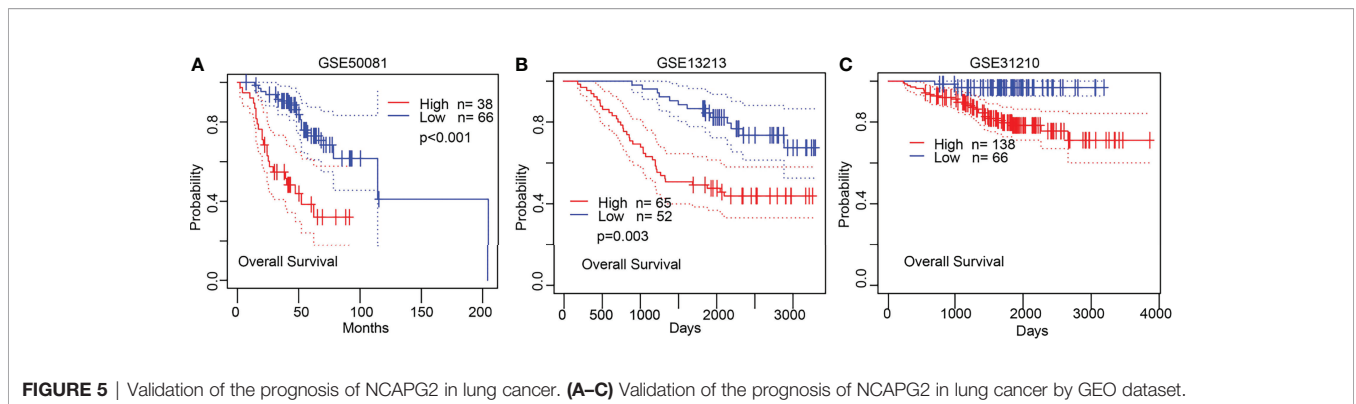 A
GSE50081
High n= 38
Low n= 66
p<0.001
Overall Survival
Probability
0.0 0.4 0.8
0 50 100 150 200
Months
B
GSE13213
High n= 65
Low n= 52
p=0.003
Overall Survival
Probability
0.0 0.4 0.8
0 500 1000 2000 3000
Days
C
GSE31210
High n= 138
Low n= 66
Overall Survival
Probability
0.0 0.4 0.8
0 1000 2000 3000 4000
Days
FIGURE 5 | Validation of the prognosis of NCAPG2 in lung cancer. (A–C) Validation of the prognosis of NCAPG2 in lung cancer by GEO dataset.